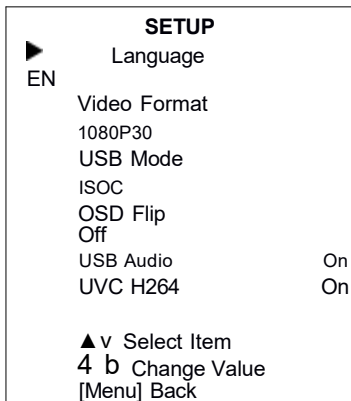 SETUP
▶ Language
EN
Video Format
1080P30
USB Mode
ISOC
OSD Flip
Off
USB Audio On
UVC H264 On
▲ v Select Item
4 b Change Value
[Menu] Back